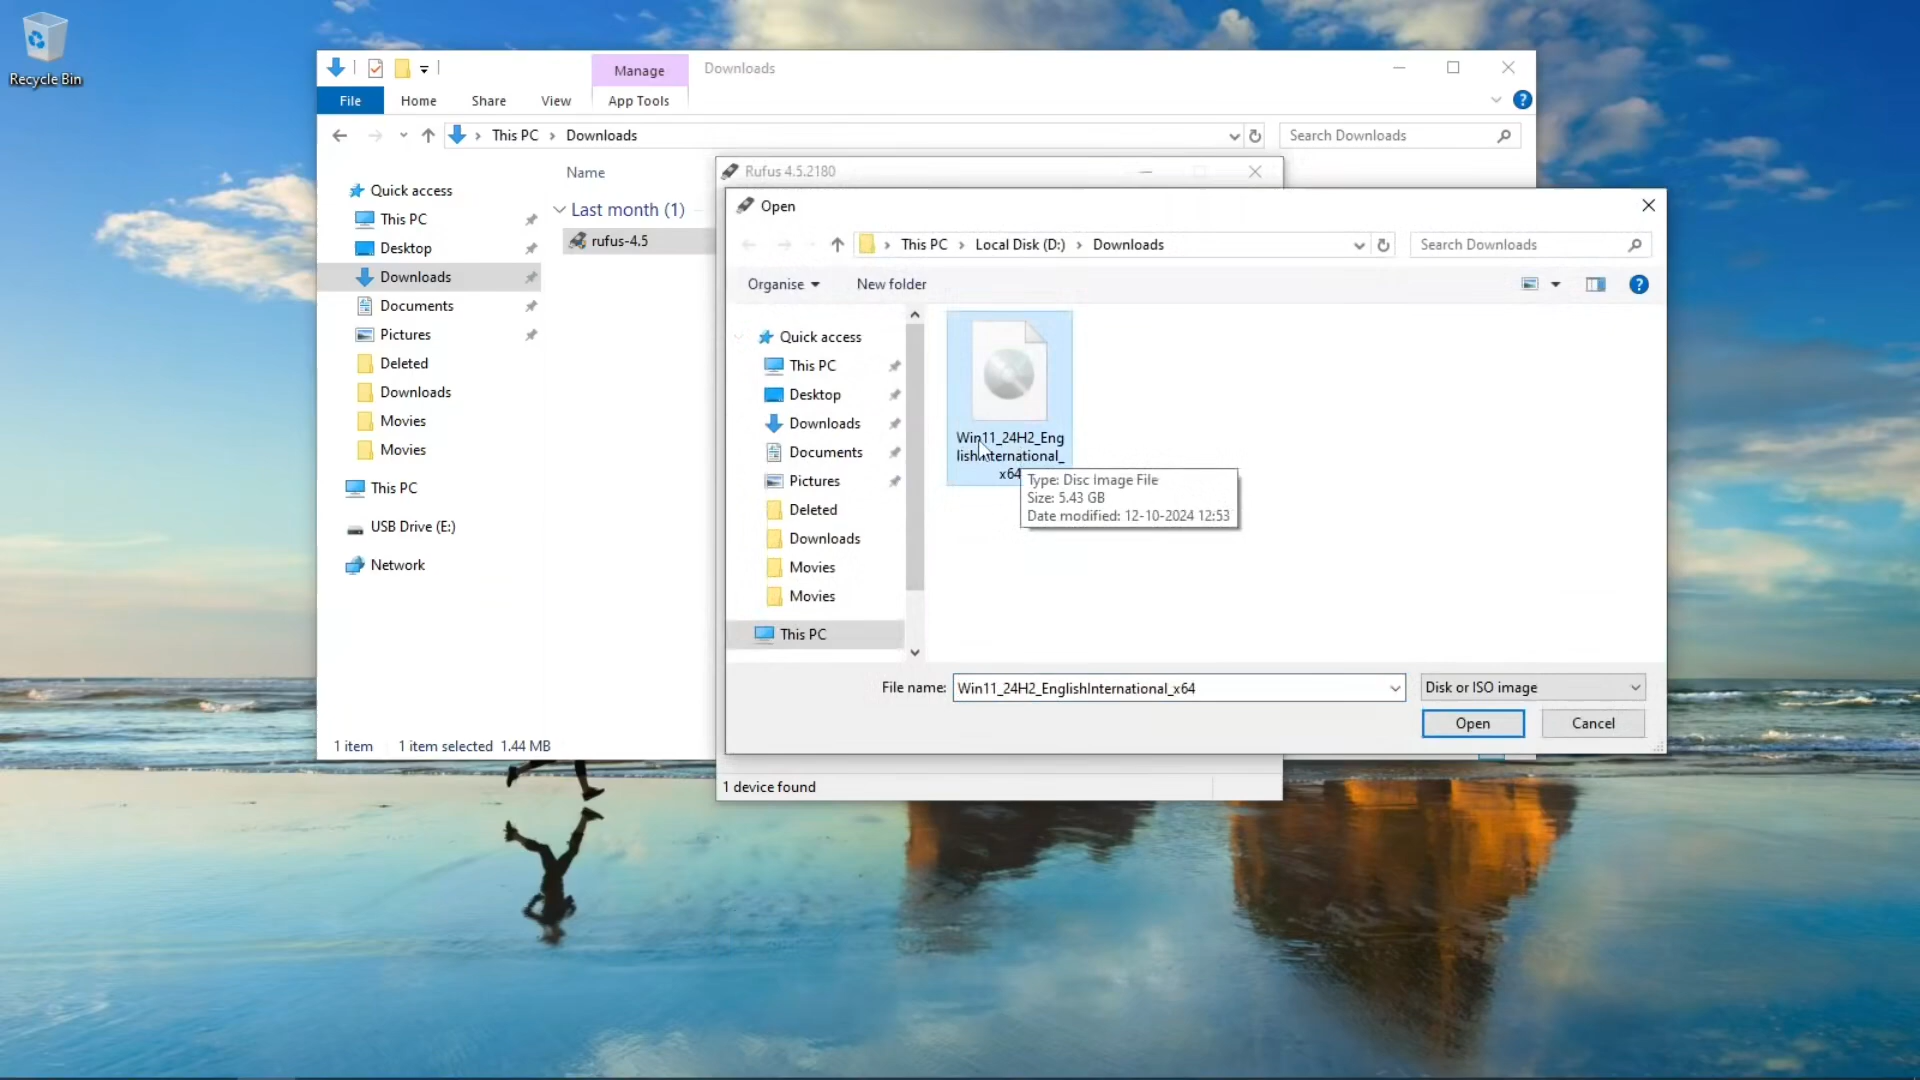 Recycle Bin
Manage
Downloads
File
Home
Share
View
App Tools
This PC > Downloads
Search Downloads
Quick access
This PC
Desktop
Downloads
Documents
Pictures
Deleted
Downloads
Movies
Movies
This PC
USB Drive (E:)
Network
Name
Last month (1)
rufus-4.5
1 item
1 item selected 1.44 MB
Rufus 4.5.2180
Open
This PC > Local Disk (D:) > Downloads
Search Downloads
Organise
New folder
Quick access
This PC
Desktop
Downloads
Documents
Pictures
Deleted
Downloads
Movies
Movies
This PC
Win11_24H2_Eng
lishInternational_
x64
Type: Disc Image File
Size: 5.43 GB
Date modified: 12-10-2024 12:53
File name:
Win11_24H2_EnglishInternational_x64
Disk or ISO image
Open
Cancel
1 device found